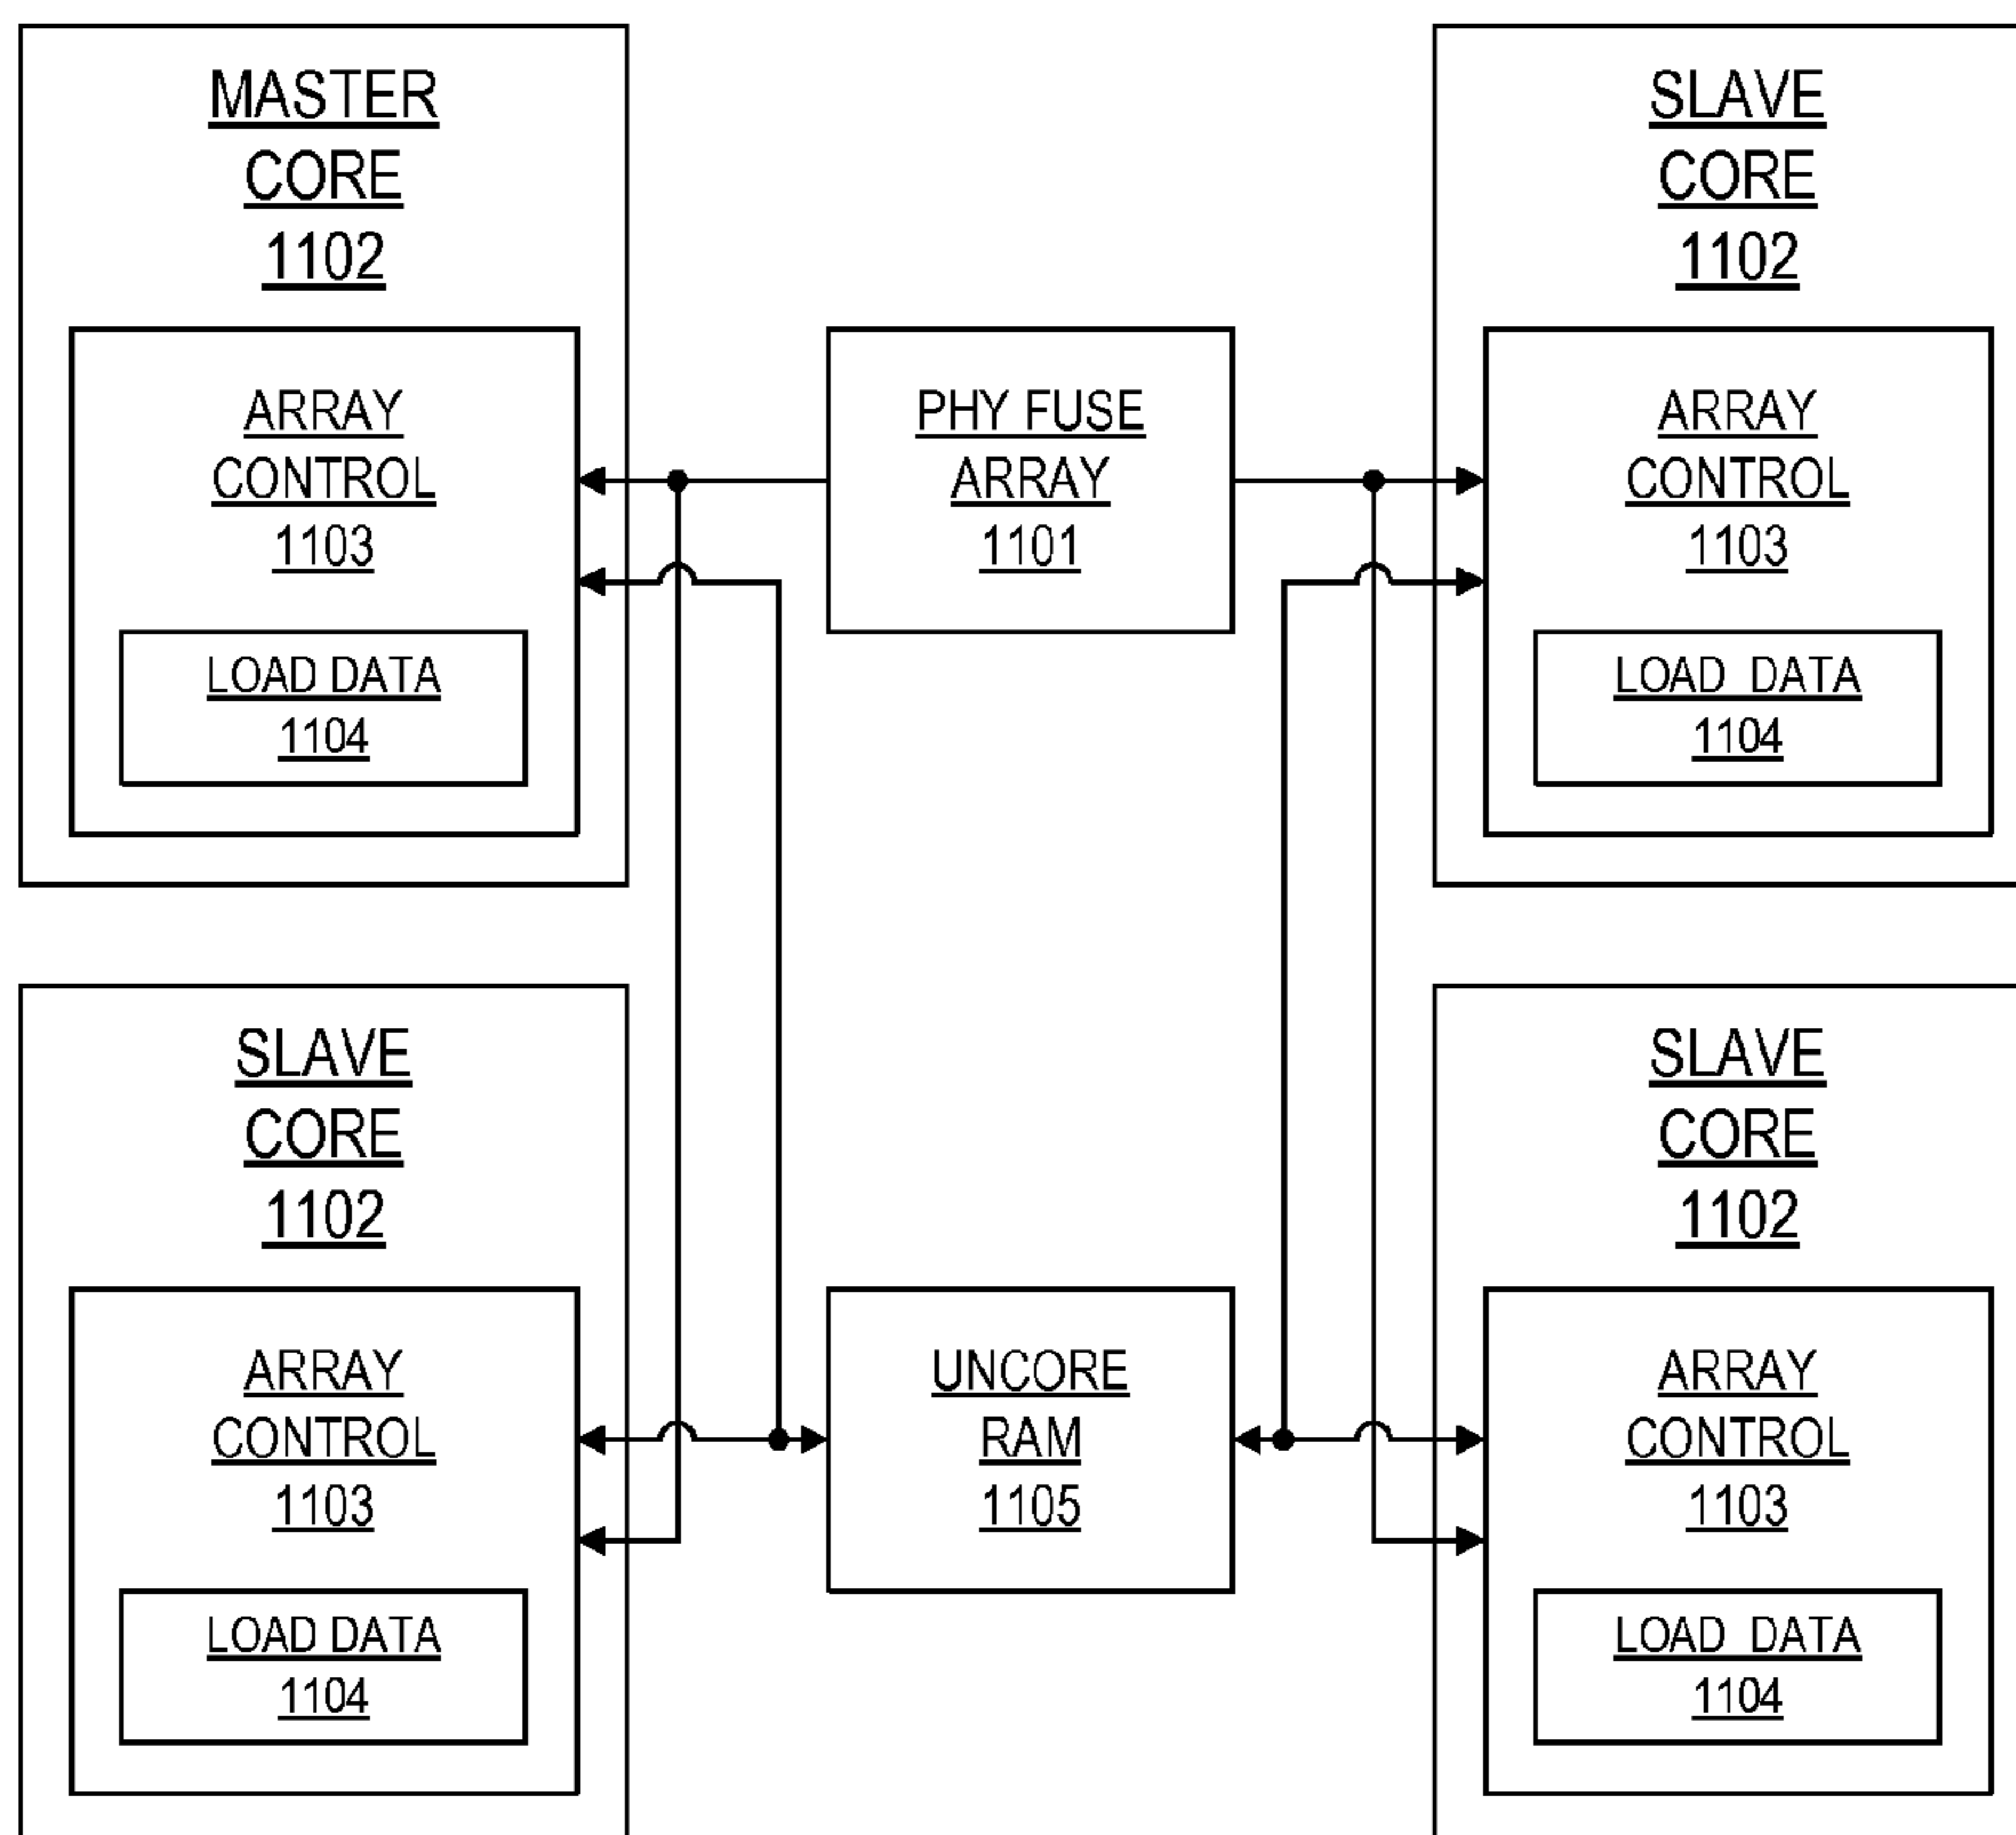 MASTER
CORE
1102
ARRAY
CONTROL
1103
LOAD DATA
1104
PHY FUSE
ARRAY
1101
SLAVE
CORE
1102
ARRAY
CONTROL
1103
LOAD DATA
1104
SLAVE
CORE
1102
ARRAY
CONTROL
1103
LOAD DATA
1104
UNCORE
RAM
1105
SLAVE
CORE
1102
ARRAY
CONTROL
1103
LOAD DATA
1104